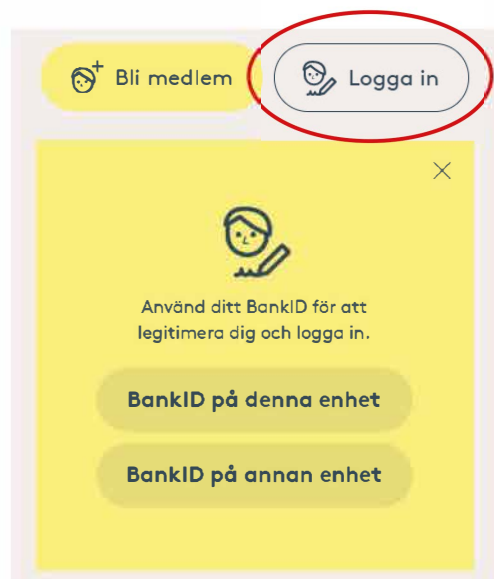 Bli medlem
Logga in
Använd ditt BankID för att
legitimera dig och logga in.
BankID på denna enhet
BankID på annan enhet